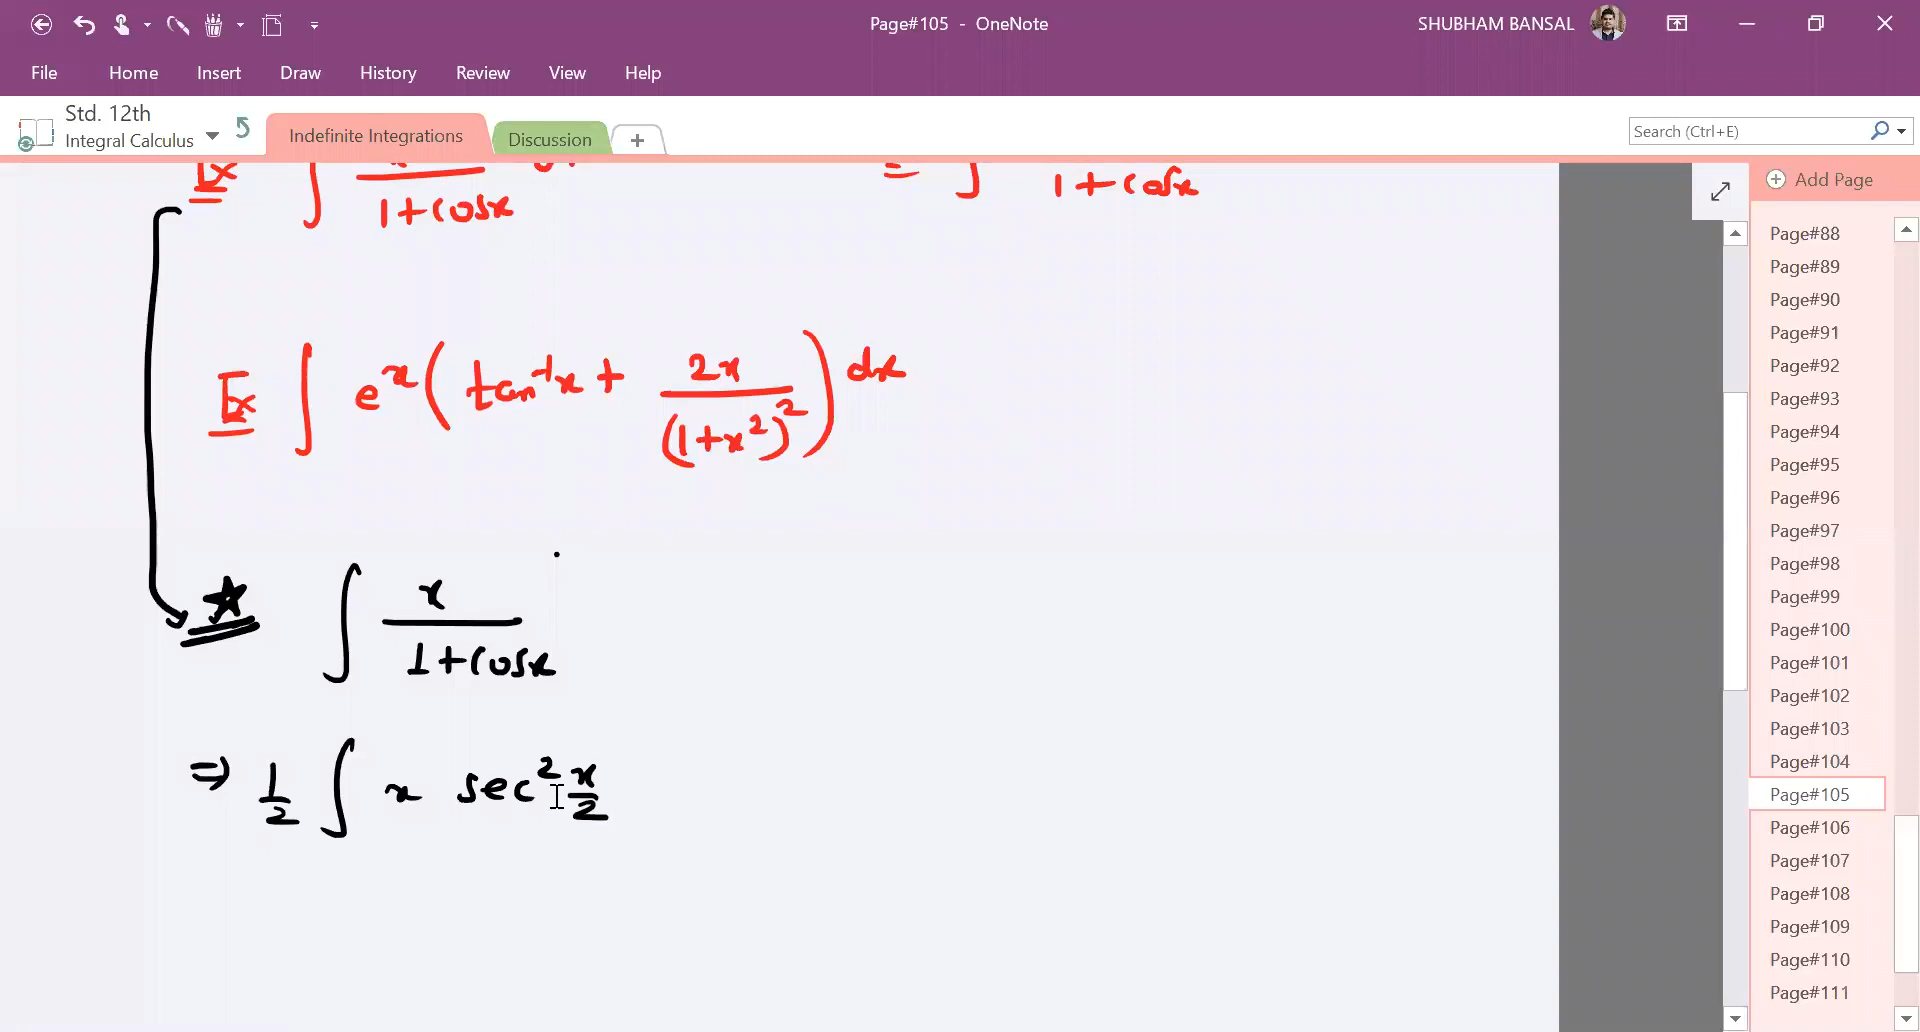 Page#105 - OneNote
SHUBHAM BANSAL
File Home Insert Draw History Review View Help
Std. 12th
Integral Calculus
Indefinite Integrations
Discussion
+
Search (Ctrl+E)
Add Page
Ex ∫ 1+cosx
= ∫ 1+cosx
Ex ∫ e^x (tan⁻¹x + 2x/(1+x²)²) dx
∫ x/(1+cosx)
⇒ 1/2 ∫ x sec² x/2
Page#88
Page#89
Page#90
Page#91
Page#92
Page#93
Page#94
Page#95
Page#96
Page#97
Page#98
Page#99
Page#100
Page#101
Page#102
Page#103
Page#104
Page#105
Page#106
Page#107
Page#108
Page#109
Page#110
Page#111